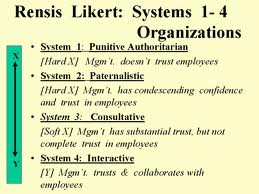 Rensis Likert: Systems 1- 4
Organizations
X
• System 1: Punitive Authoritarian
[Hard X] Mgm't. doesn't trust employees
• System 2: Paternalistic
[Hard X] Mgm't. has condescending confidence
and trust in employees
• System 3: Consultative
[Soft X] Mgm't has substantial trust, but not
complete trust in employees
• System 4: Interactive
Y
[Y] Mgm't. trusts & collaborates with
employees